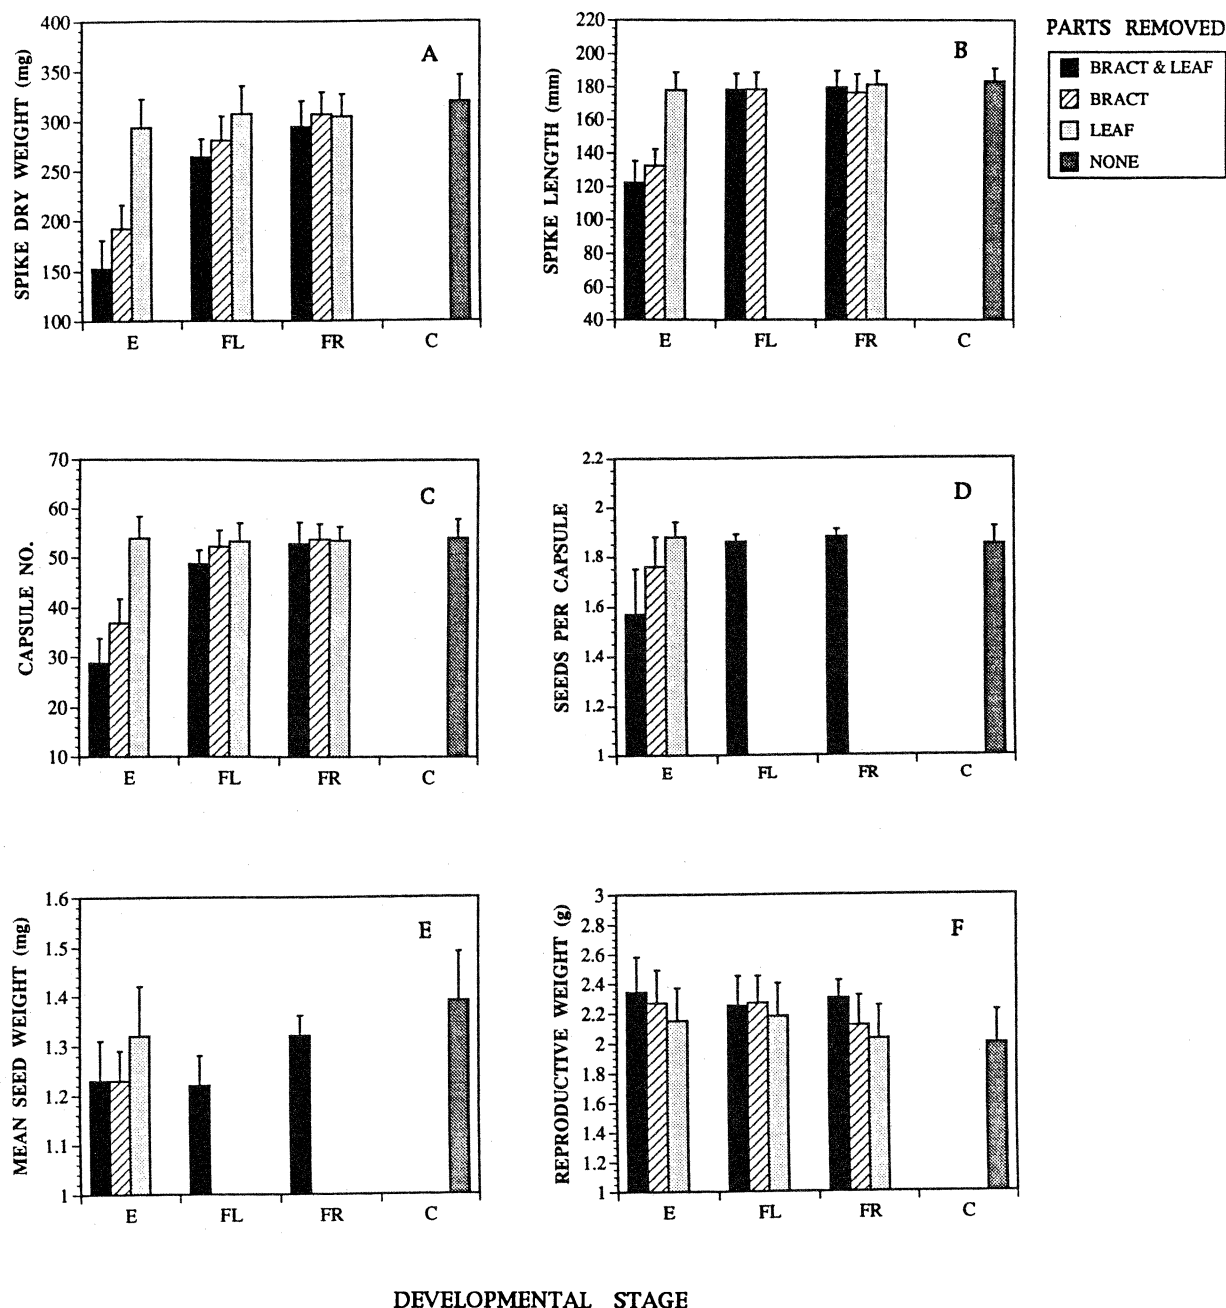 PARTS REMOVED
BRACT & LEAF
BRACT
LEAF
NONE
A
SPIKE DRY WEIGHT (mg)
400
350
300
250
200
150
100
E FL FR C
B
SPIKE LENGTH (mm)
220
200
180
160
140
120
100
80
60
40
E FL FR C
C
CAPSULE NO.
70
60
50
40
30
20
10
E FL FR C
D
SEEDS PER CAPSULE
2.2
2
1.8
1.6
1.4
1.2
1
E FL FR C
E
MEAN SEED WEIGHT (mg)
1.6
1.5
1.4
1.3
1.2
1.1
1
E FL FR C
F
REPRODUCTIVE WEIGHT (g)
3
2.8
2.6
2.4
2.2
2
1.8
1.6
1.4
1.2
1
E FL FR C
DEVELOPMENTAL STAGE